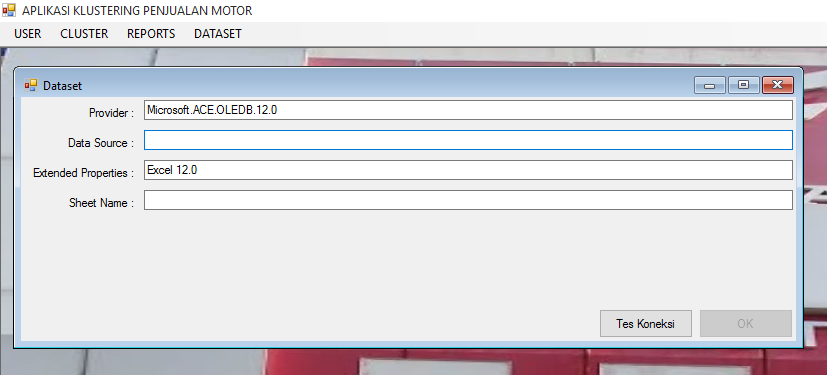 APLIKASI KLUSTERING PENJUALAN MOTOR
USER CLUSTER REPORTS DATASET
Dataset
Provider : Microsoft.ACE.OLEDB.12.0
Data Source :
Extended Properties : Excel 12.0
Sheet Name :
Tes Koneksi OK